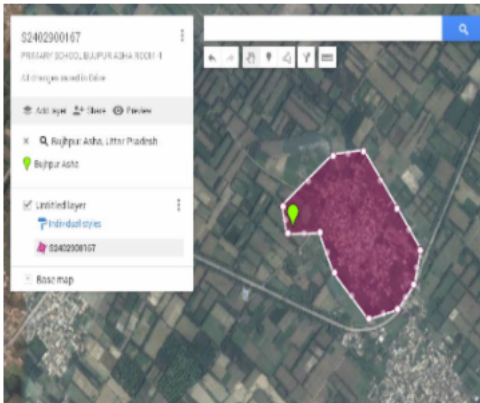 S2402900167
PRIMARY SCHOOL BUJPUR ASHA ROOM 4
All changes saved in Drive
Add layer Share Preview
Bujhpur Asha, Uttar Pradesh
Bujhpur Asha
Untitled layer
Individual styles
S2402900167
Base map